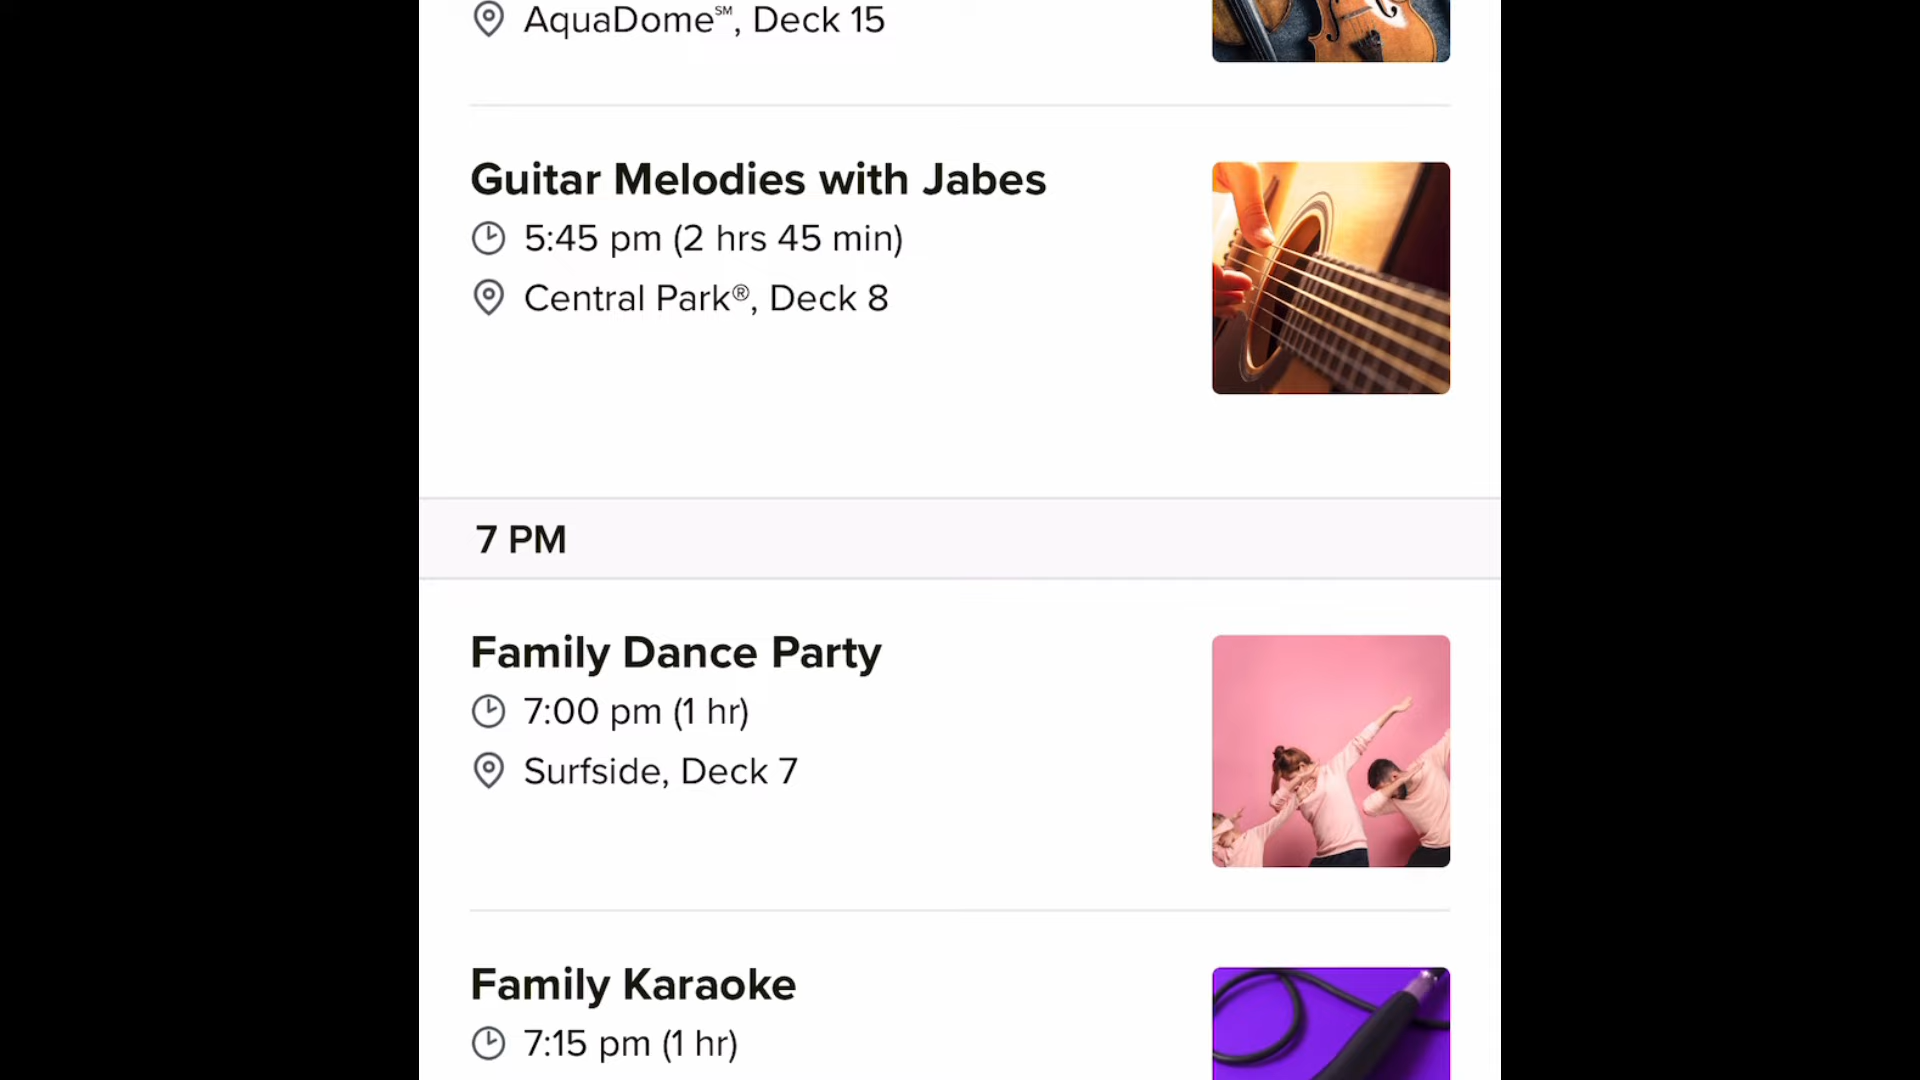 AquaDome℠, Deck 15
Guitar Melodies with Jabes
5:45 pm (2 hrs 45 min)
Central Park®, Deck 8
7 PM
Family Dance Party
7:00 pm (1 hr)
Surfside, Deck 7
Family Karaoke
7:15 pm (1 hr)